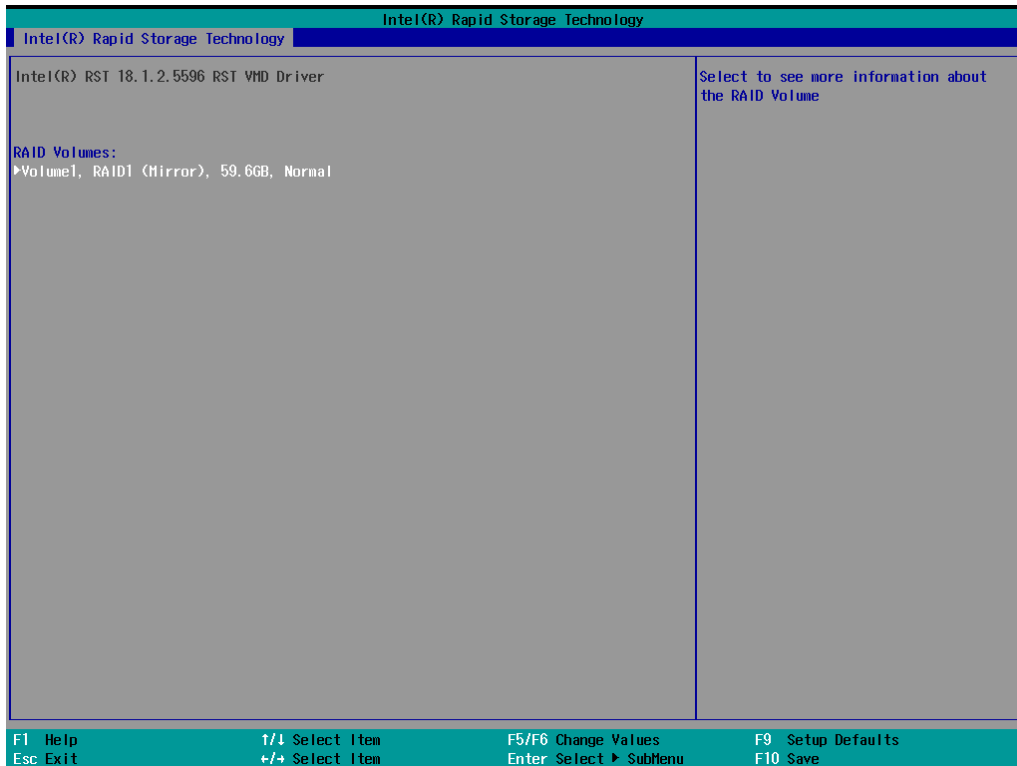 Intel(R) Rapid Storage Technology
Intel(R) Rapid Storage Technology
Intel(R) RST 18.1.2.5596 RST VMD Driver
Select to see more information about
the RAID Volume
RAID Volumes:
▶Volume1, RAID1 (Mirror), 59.6GB, Normal
F1 Help ↑/↓ Select Item F5/F6 Change Values F9 Setup Defaults
Esc Exit ←/→ Select Item Enter Select ▶ SubMenu F10 Save